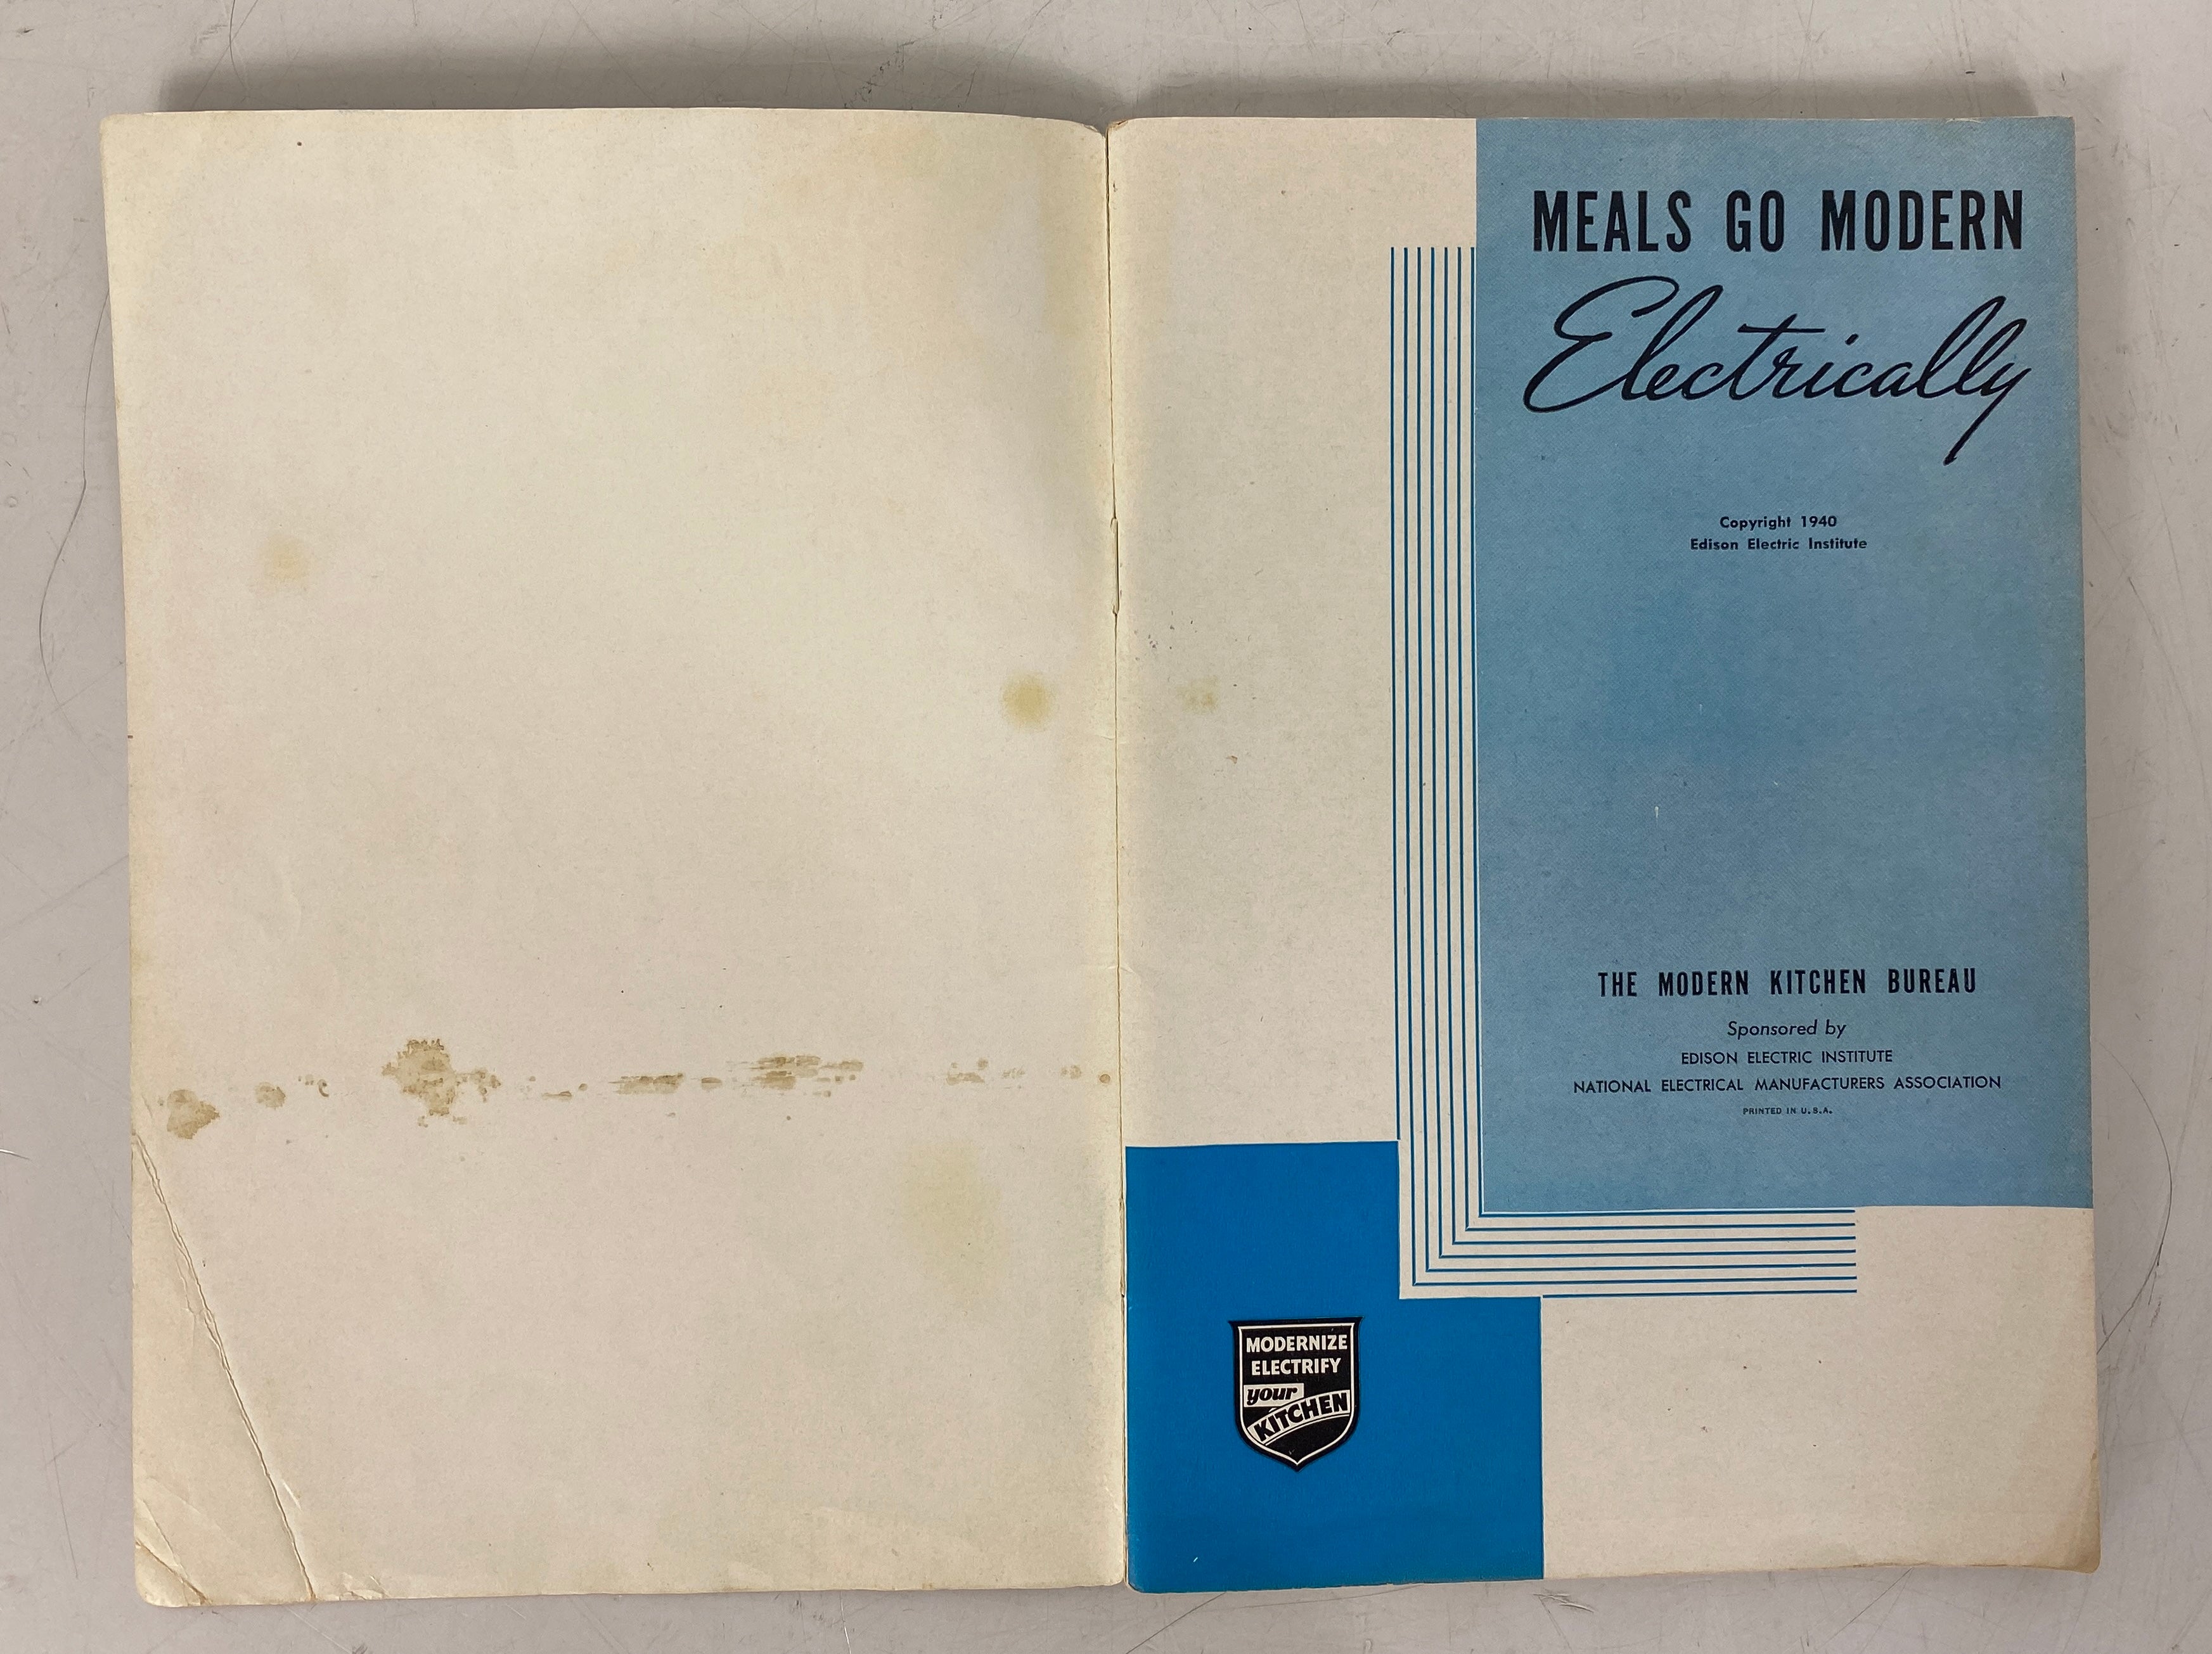 MEALS GO MODERN
Electrically
Copyright 1940
Edison Electric Institute
THE MODERN KITCHEN BUREAU
Sponsored by
EDISON ELECTRIC INSTITUTE
NATIONAL ELECTRICAL MANUFACTURERS ASSOCIATION
PRINTED IN U.S.A.
MODERNIZE
ELECTRIFY
your
KITCHEN